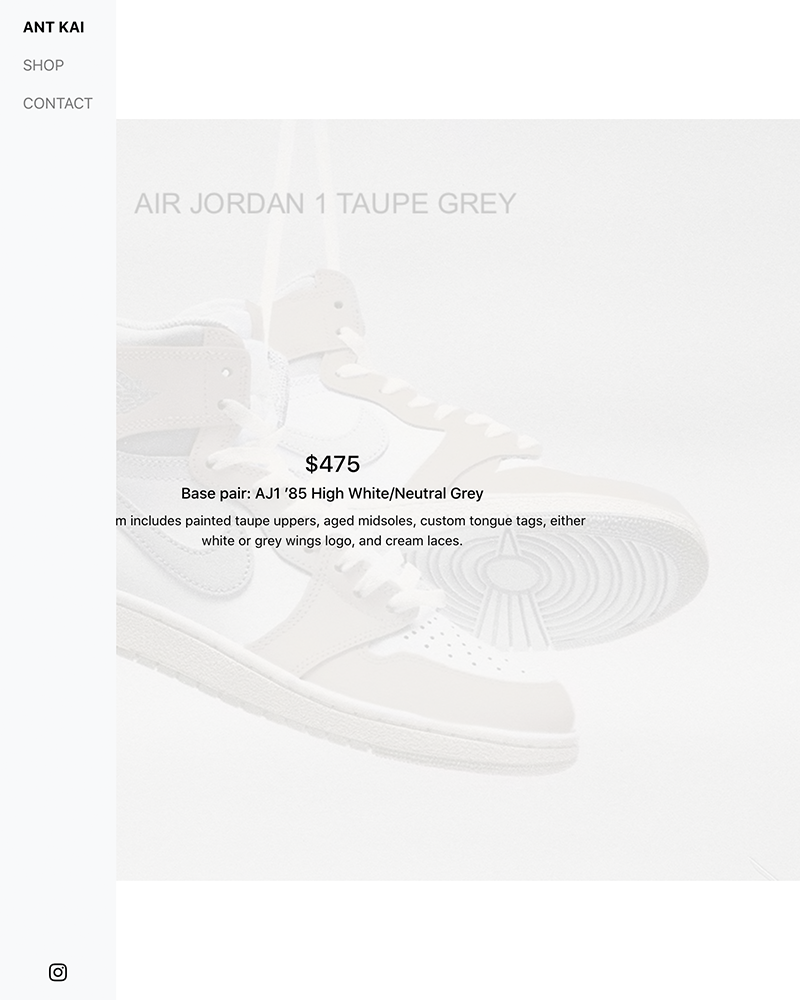 ANT KAI
SHOP
CONTACT
AIR JORDAN 1 TAUPE GREY
$475
Base pair: AJ1 ’85 High White/Neutral Grey
m includes painted taupe uppers, aged midsoles, custom tongue tags, either
white or grey wings logo, and cream laces.